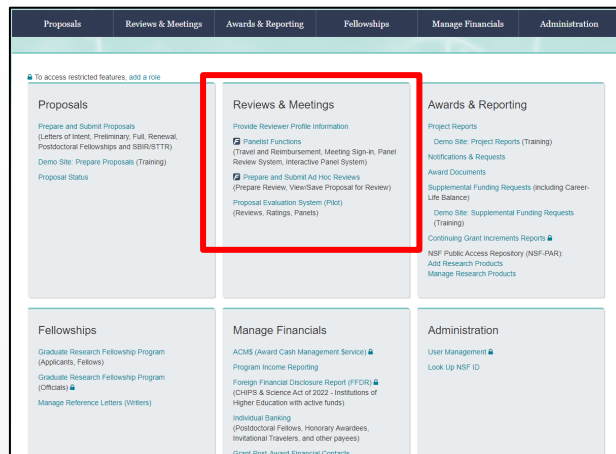 Proposals
Reviews & Meetings
Awards & Reporting
Fellowships
Manage Financials
Administration
To access restricted features, add a role
Proposals
Prepare and Submit Proposals
(Letters of Intent, Preliminary, Full, Renewal,
Postdoctoral Fellowships and SBIR/STTR)
Demo Site: Prepare Proposals (Training)
Proposal Status
Reviews & Meetings
Provide Reviewer Profile Information
Panelist Functions
(Travel and Reimbursement, Meeting Sign-in, Panel
Review System, Interactive Panel System)
Prepare and Submit Ad Hoc Reviews
(Prepare Review, View/Save Proposal for Review)
Proposal Evaluation System (Pilot)
(Reviews, Ratings, Panels)
Awards & Reporting
Project Reports
Demo Site: Project Reports (Training)
Notifications & Requests
Award Documents
Supplemental Funding Requests (including Career-
Life Balance)
Demo Site: Supplemental Funding Requests
(Training)
Continuing Grant Increments Reports
NSF Public Access Repository (NSF-PAR):
Add Research Products
Manage Research Products
Fellowships
Graduate Research Fellowship Program
(Applicants, Fellows)
Graduate Research Fellowship Program
(Officials)
Manage Reference Letters (Writers)
Manage Financials
ACM$ (Award Cash Management $ervice)
Program Income Reporting
Foreign Financial Disclosure Report (FFDR)
(CHIPS & Science Act of 2022 - Institutions of
Higher Education with active funds)
Individual Banking
(Postdoctoral Fellows, Honorary Awardees,
Invitational Travelers, and other payees)
Grant Post-Award Financial Contacts
Administration
User Management
Look Up NSF ID